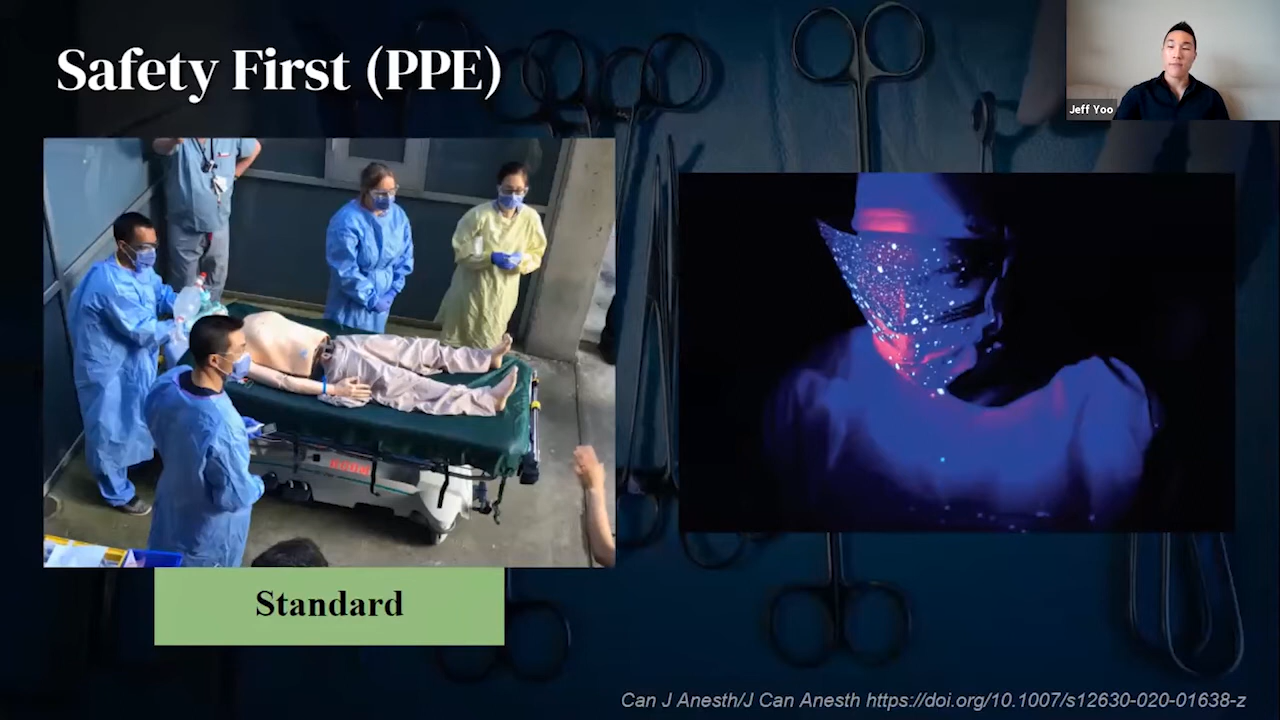 Safety First (PPE)
Jeff Yoo
Standard
Can J Anesth/J Can Anesth https://doi.org/10.1007/s12630-020-01638-z